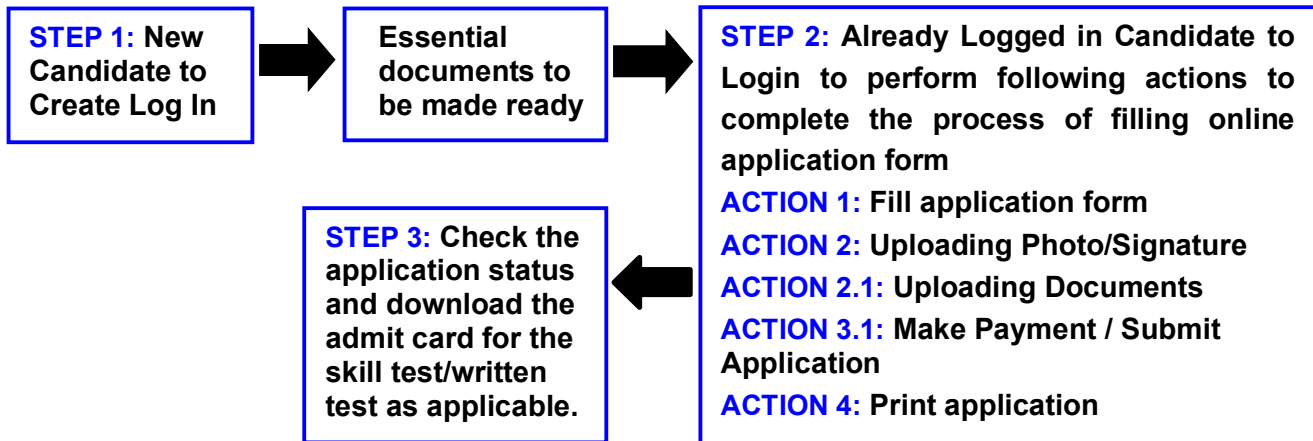 STEP 1: New
Candidate to
Create Log In
Essential
documents to
be made ready
STEP 2: Already Logged in Candidate to
Login to perform following actions to
complete the process of filling online
application form
ACTION 1: Fill application form
ACTION 2: Uploading Photo/Signature
ACTION 2.1: Uploading Documents
ACTION 3.1: Make Payment / Submit
Application
ACTION 4: Print application
STEP 3: Check the
application status
and download the
admit card for the
skill test/written
test as applicable.